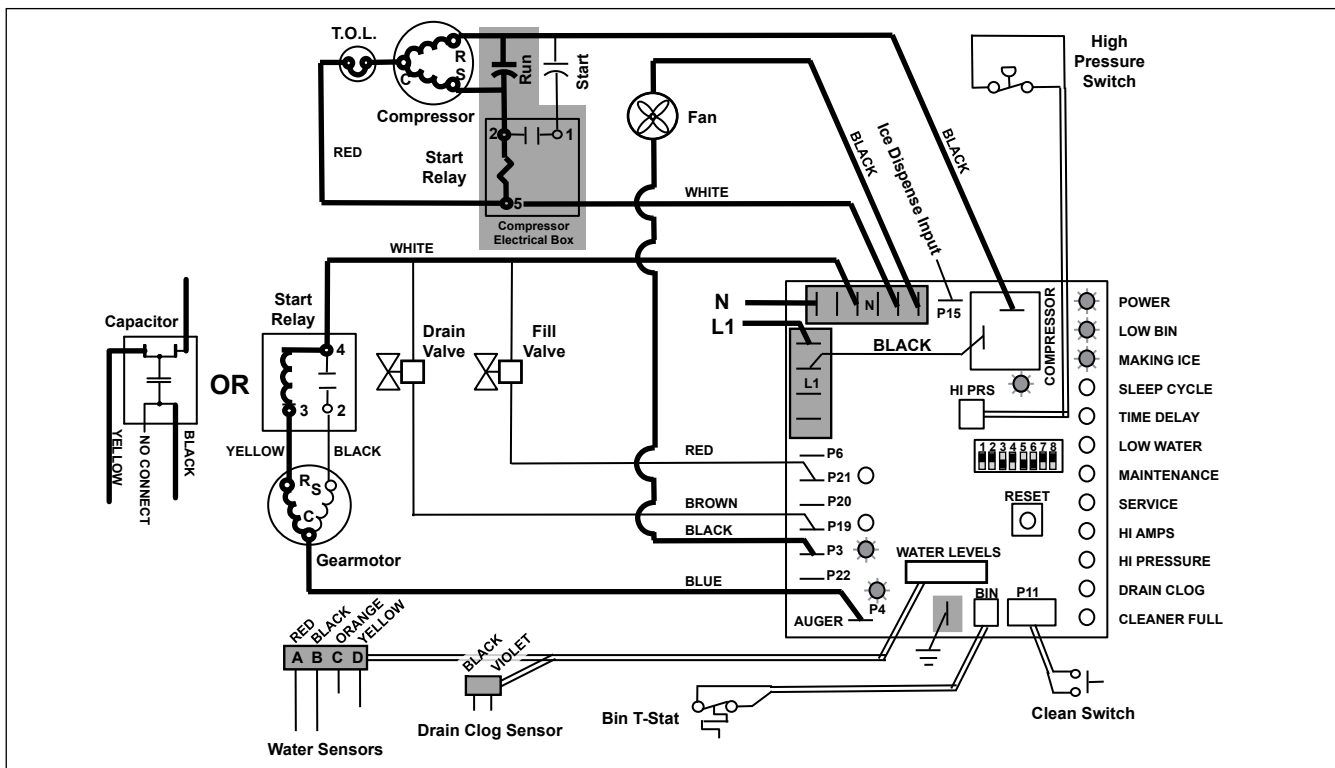 T.O.L.
R
C
S
Run
Start
Compressor
2
1
Start
Relay
5
Compressor
Electrical Box
RED
WHITE
Fan
BLACK
Ice Dispense Input
BLACK
High
Pressure
Switch
WHITE
Capacitor
YELLOW
NO CONNECT
BLACK
OR
Start
Relay
4
3
2
YELLOW
BLACK
R
S
C
Gearmotor
Drain
Valve
Fill
Valve
N
L1
N
P15
BLACK
L1
COMPRESSOR
HI PRS
1 2 3 4 5 6 7 8
RESET
RED
P6
P21
P20
BROWN
P19
BLACK
P3
P22
BLUE
P4
AUGER
WATER LEVELS
BIN
P11
POWER
LOW BIN
MAKING ICE
SLEEP CYCLE
TIME DELAY
LOW WATER
MAINTENANCE
SERVICE
HI AMPS
HI PRESSURE
DRAIN CLOG
CLEANER FULL
RED
BLACK
ORANGE
YELLOW
A B C D
Water Sensors
BLACK
VIOLET
Drain Clog Sensor
Bin T-Stat
Clean Switch